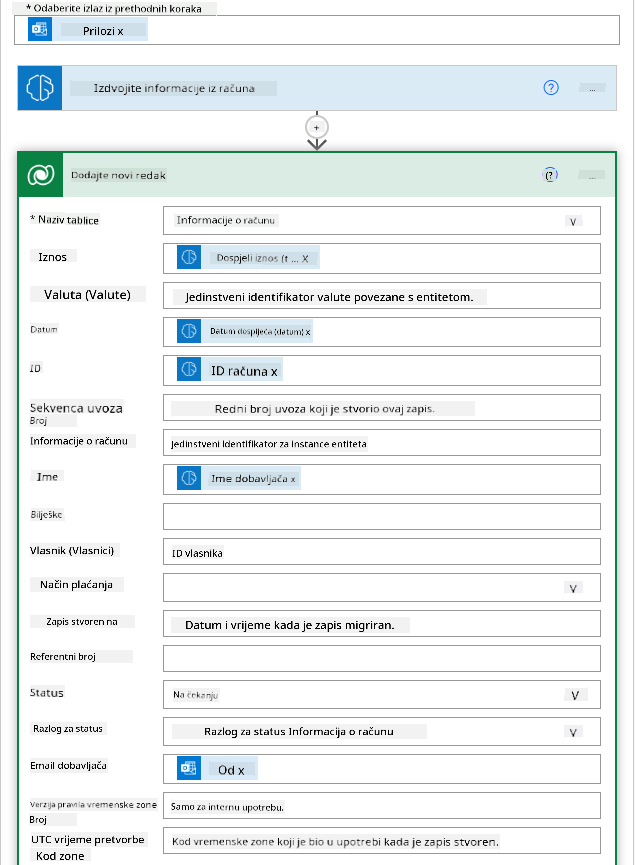 * Odaberite izlaz iz prethodnih koraka
Prilozi x
Izdvojite informacije iz računa
?
...
+
Dodajte novi redak
(?
...
* Naziv tablice
Informacije o računu
V
Iznos
Dospjeli iznos (t ... X
Valuta (Valute)
Jedinstveni identifikator valute povezane s entitetom.
Datum
Datum dospijeća (datum) x
ID
ID računa x
Sekvenca uvoza
Broj
Redni broj uvoza koji je stvorio ovaj zapis.
Informacije o računu
Jedinstveni identifikator za instance entiteta
Ime
Ime dobavljača x
Bilješke
Vlasnik (Vlasnici)
ID vlasnika
Način plaćanja
V
Zapis stvoren na
Datum i vrijeme kada je zapis migriran.
Referentni broj
Status
Na čekanju
V
Razlog za status
Razlog za status Informacija o računu
V
Email dobavljača
Od x
Verzija pravila vremenske zone
Broj
Samo za internu upotrebu.
UTC vrijeme pretvorbe
Kod zone
Kod vremenske zone koji je bio u upotrebi kada je zapis stvoren.